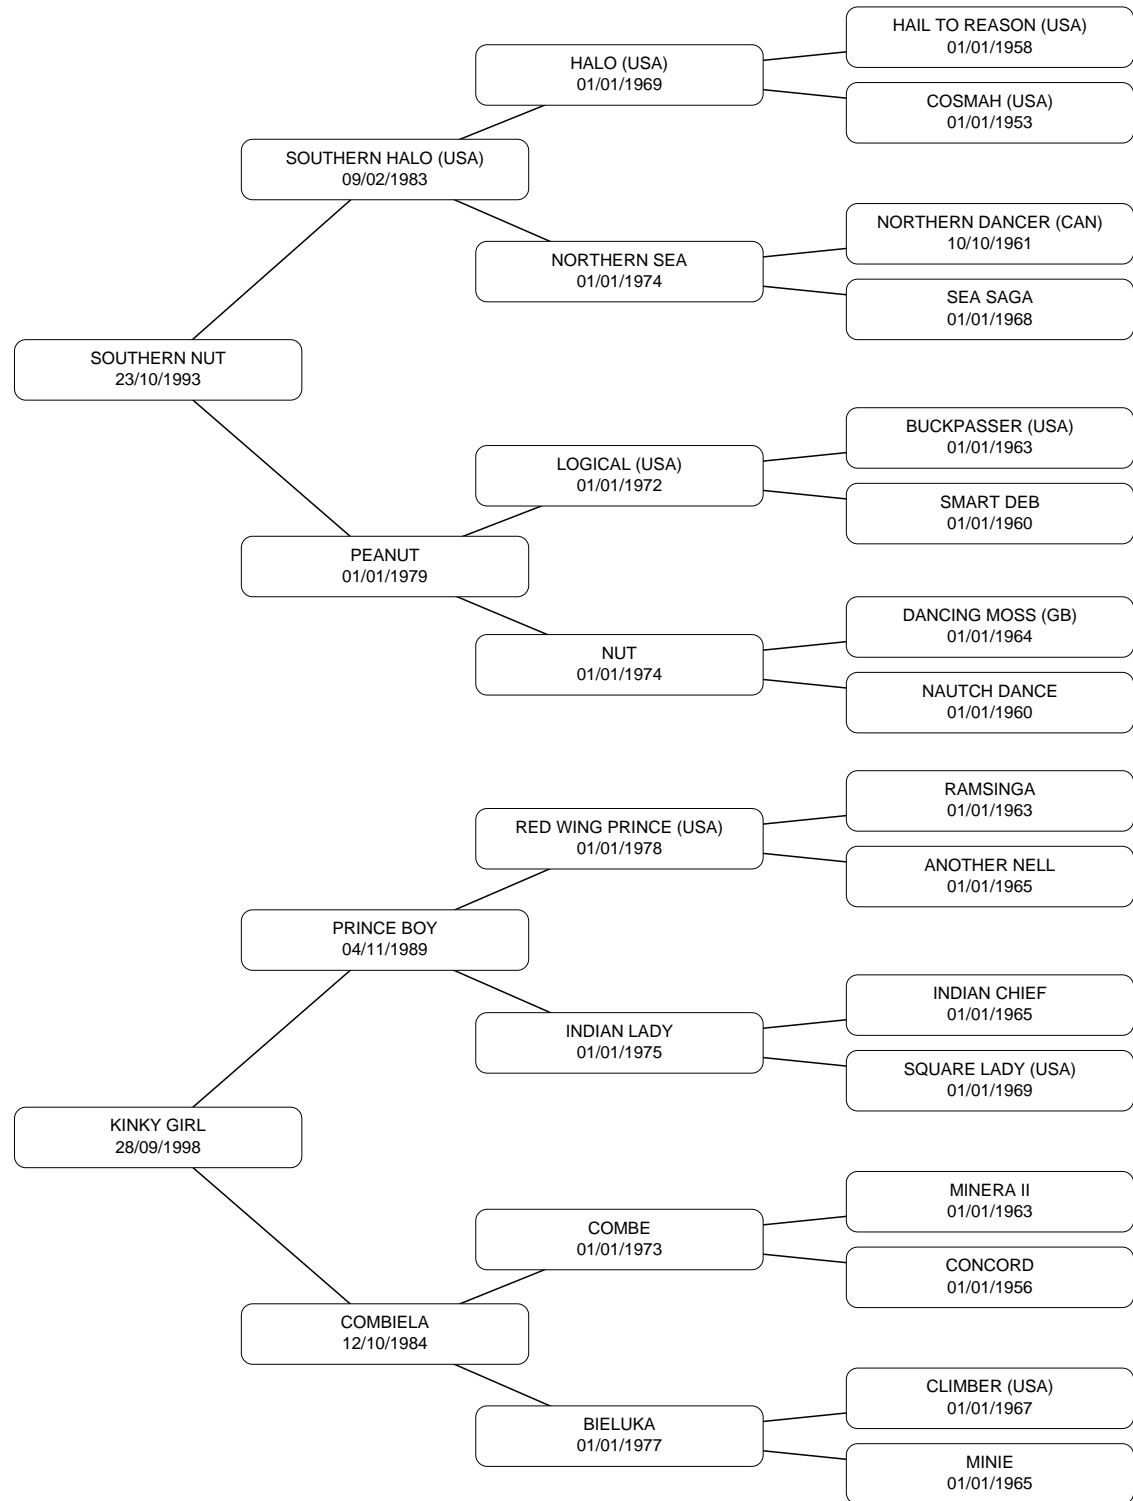 HAIL TO REASON (USA)
01/01/1958
HALO (USA)
01/01/1969
COSMAH (USA)
01/01/1953
SOUTHERN HALO (USA)
09/02/1983
NORTHERN DANCER (CAN)
10/10/1961
NORTHERN SEA
01/01/1974
SEA SAGA
01/01/1968
SOUTHERN NUT
23/10/1993
BUCKPASSER (USA)
01/01/1963
LOGICAL (USA)
01/01/1972
SMART DEB
01/01/1960
PEANUT
01/01/1979
DANCING MOSS (GB)
01/01/1964
NUT
01/01/1974
NAUTCH DANCE
01/01/1960
RAMSINGA
01/01/1963
RED WING PRINCE (USA)
01/01/1978
ANOTHER NELL
01/01/1965
PRINCE BOY
04/11/1989
INDIAN CHIEF
01/01/1965
INDIAN LADY
01/01/1975
SQUARE LADY (USA)
01/01/1969
KINKY GIRL
28/09/1998
MINERA II
01/01/1963
COMBE
01/01/1973
CONCORD
01/01/1956
COMBIELA
12/10/1984
CLIMBER (USA)
01/01/1967
BIELUKA
01/01/1977
MINIE
01/01/1965